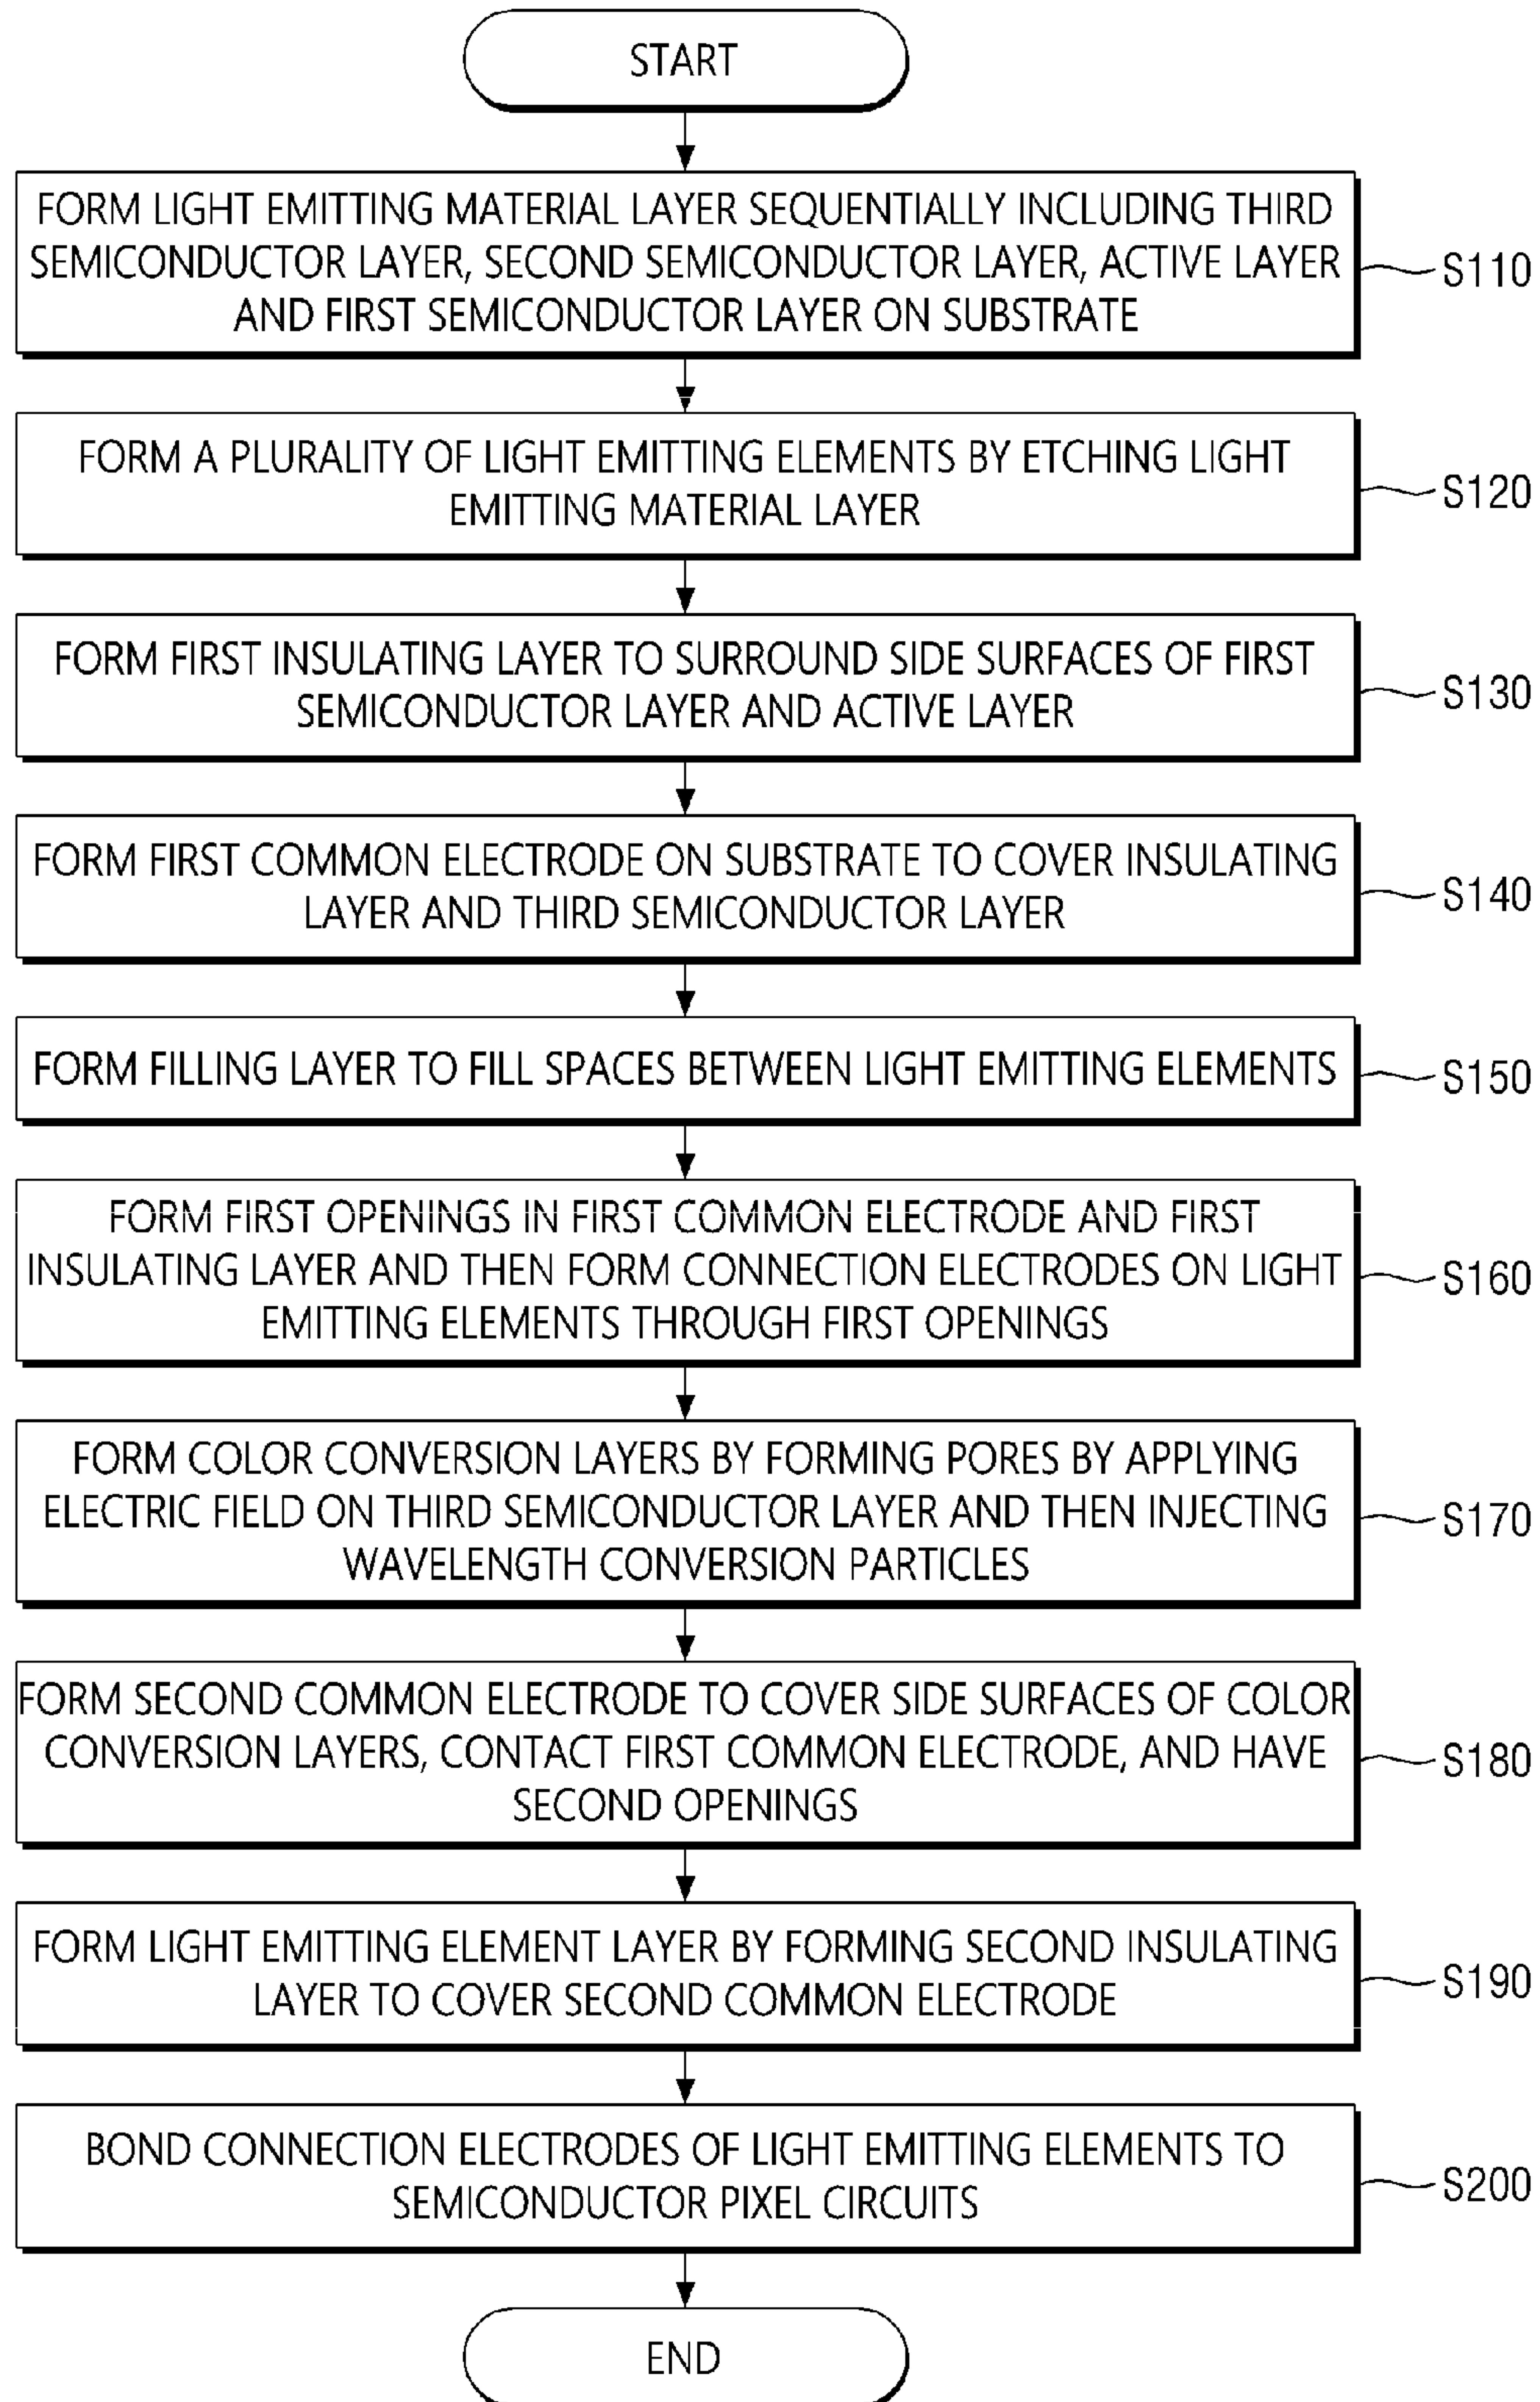 START
FORM LIGHT EMITTING MATERIAL LAYER SEQUENTIALLY INCLUDING THIRD
SEMICONDUCTOR LAYER, SECOND SEMICONDUCTOR LAYER, ACTIVE LAYER
AND FIRST SEMICONDUCTOR LAYER ON SUBSTRATE
S110
FORM A PLURALITY OF LIGHT EMITTING ELEMENTS BY ETCHING LIGHT
EMITTING MATERIAL LAYER
S120
FORM FIRST INSULATING LAYER TO SURROUND SIDE SURFACES OF FIRST
SEMICONDUCTOR LAYER AND ACTIVE LAYER
S130
FORM FIRST COMMON ELECTRODE ON SUBSTRATE TO COVER INSULATING
LAYER AND THIRD SEMICONDUCTOR LAYER
S140
FORM FILLING LAYER TO FILL SPACES BETWEEN LIGHT EMITTING ELEMENTS
S150
FORM FIRST OPENINGS IN FIRST COMMON ELECTRODE AND FIRST
INSULATING LAYER AND THEN FORM CONNECTION ELECTRODES ON LIGHT
EMITTING ELEMENTS THROUGH FIRST OPENINGS
S160
FORM COLOR CONVERSION LAYERS BY FORMING PORES BY APPLYING
ELECTRIC FIELD ON THIRD SEMICONDUCTOR LAYER AND THEN INJECTING
WAVELENGTH CONVERSION PARTICLES
S170
FORM SECOND COMMON ELECTRODE TO COVER SIDE SURFACES OF COLOR
CONVERSION LAYERS, CONTACT FIRST COMMON ELECTRODE, AND HAVE
SECOND OPENINGS
S180
FORM LIGHT EMITTING ELEMENT LAYER BY FORMING SECOND INSULATING
LAYER TO COVER SECOND COMMON ELECTRODE
S190
BOND CONNECTION ELECTRODES OF LIGHT EMITTING ELEMENTS TO
SEMICONDUCTOR PIXEL CIRCUITS
S200
END